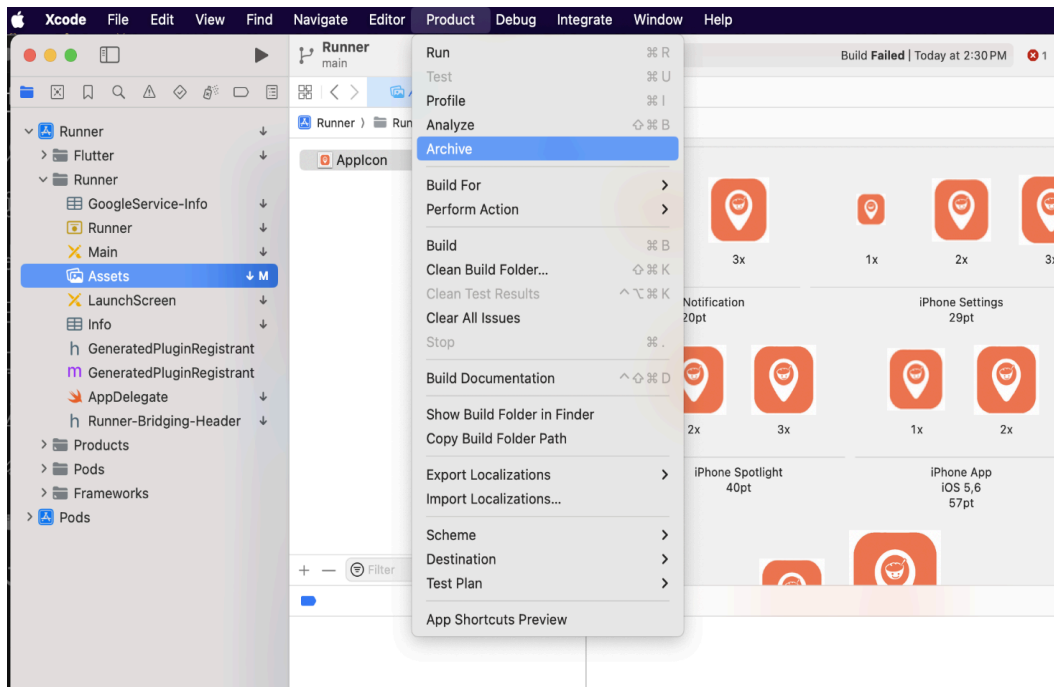 Xcode File Edit View Find Navigate Editor Product Debug Integrate Window Help
Runner
main
Build Failed | Today at 2:30 PM
1
Runner
Flutter
Runner
GoogleService-Info
Runner
Main
Assets M
LaunchScreen
Info
h GeneratedPluginRegistrant
m GeneratedPluginRegistrant
AppDelegate
h Runner-Bridging-Header
Products
Pods
Frameworks
Pods
Runner
Run
AppIcon
Filter
Run ⌘ R
Test ⌘ U
Profile ⌘ I
Analyze ⇧ ⌘ B
Archive
Build For
Perform Action
Build ⌘ B
Clean Build Folder... ⇧ ⌘ K
Clean Test Results ^ ⌥ ⌘ K
Clear All Issues
Stop ⌘ .
Build Documentation ^ ⇧ ⌘ D
Show Build Folder in Finder
Copy Build Folder Path
Export Localizations
Import Localizations...
Scheme
Destination
Test Plan
App Shortcuts Preview
3x 1x 2x
Notification
20pt
iPhone Settings
29pt
2x 3x 1x 2x
iPhone Spotlight
40pt
iPhone App
iOS 5,6
57pt